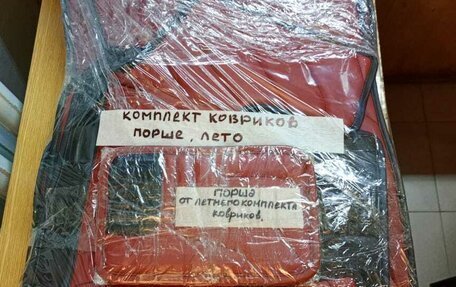 КОМПЛЕКТ КОВРИКОВ
ПОРШЕ, ЛЕТО
ПОРША
ОТ ЛЕТНЕГО КОМПЛЕКТА
КОВРИКОВ.